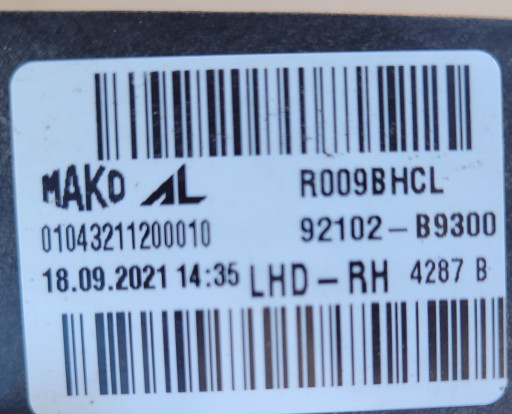 MAKO AL R009BHCL
01043211200010 92102-B9300
18.09.2021 14:35 LHD-RH 4287 B